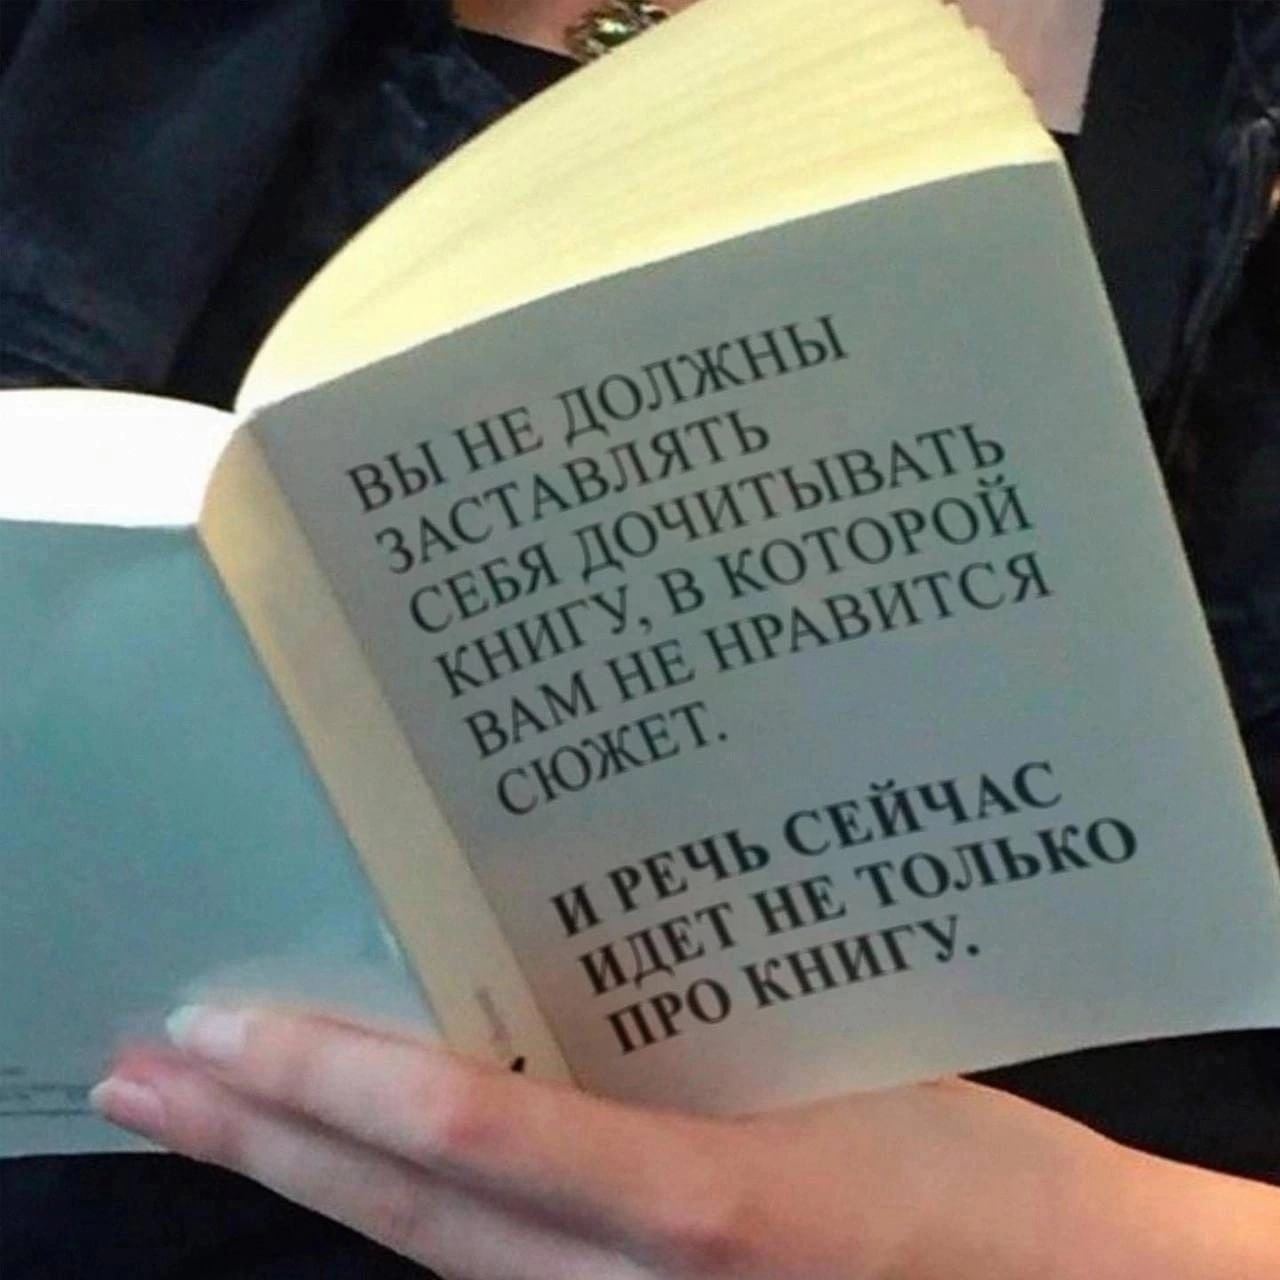 ВЫ НЕ ДОЛЖНЫ
ЗАСТАВЛЯТЬ
СЕБЯ ДОЧИТЫВАТЬ
КНИГУ, В КОТОРОЙ
ВАМ НЕ НРАВИТСЯ
СЮЖЕТ.
И РЕЧЬ СЕЙЧАС
ИДЕТ НЕ ТОЛЬКО
ПРО КНИГУ.